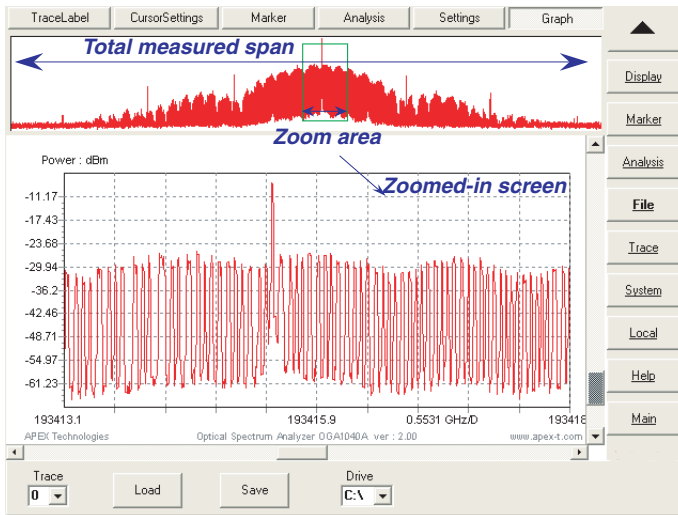 TraceLabel CursorSettings Marker Analysis Settings Graph
Total measured span
Zoom area
Zoomed-in screen
Power : dBm
-11.17
-17.43
-23.68
-29.94
-36.2
-42.46
-48.71
-54.97
-61.23
193413.1 193415.9 0.5531 GHz/D 193418
APEX Technologies Optical Spectrum Analyzer OGA1040A ver : 2.00 www.apex-t.com
Display
Marker
Analysis
File
Trace
System
Local
Help
Main
Trace
0
Load
Save
Drive
C:\